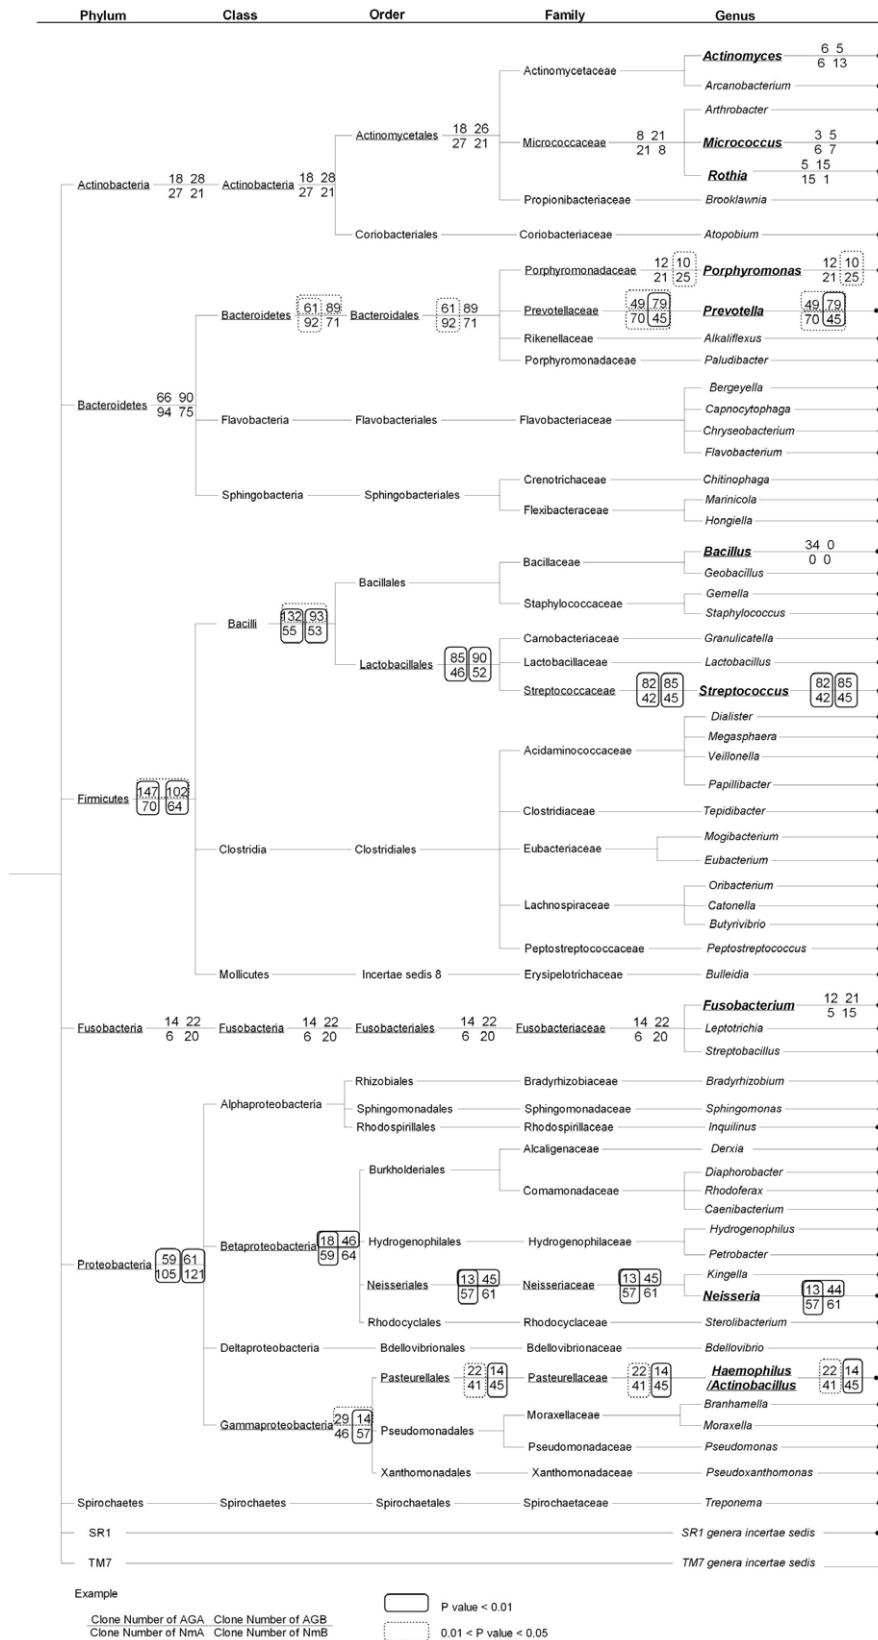 Phylum Class Order Family Genus
Actinomyces 6 5
Actinomycetaceae 6 13
Arcanobacterium
Arthrobacter
Actinomycetales 18 26
27 21
Micrococcaceae 8 21
21 8
Micrococcus 3 5
6 7
Rothia 5 15
15 1
Actinobacteria 18 28
27 21
Actinobacteria 18 28
27 21
Propionibacteriaceae Brooklawnia
Coriobacteriales Coriobacteriaceae Atopobium
Porphyromonadaceae 12 10
21 25
Porphyromonas 12 10
21 25
Bacteroidetes 61 89
92 71
Bacteroidales 61 89
92 71
Prevotellaceae 49 79
70 45
Prevotella 49 79
70 45
Rikenellaceae Alkaliflexus
Porphyromonadaceae Paludibacter
Bergeyella
Bacteroidetes 66 90
94 75
Capnocytophaga
Flavobacteria Flavobacteriales Flavobacteriaceae
Chryseobacterium
Flavobacterium
Crenotrichaceae Chitinophaga
Sphingobacteria Sphingobacteriales
Marinicola
Flexibacteraceae
Hongiella
Bacillus 34 0
0 0
Bacillaceae
Geobacillus
Bacillales
Gemella
Staphylococcaceae
Staphylococcus
Bacilli 132 93
55 53
Carnobacteriaceae Granulicatella
Lactobacillales 85 90
46 52
Lactobacillaceae Lactobacillus
Streptococcaceae 82 85
42 45
Streptococcus 82 85
42 45
Dialister
Megasphaera
Acidaminococcaceae
Veillonella
Papillibacter
Firmicutes 147 102
70 64
Clostridiaceae Tepidibacter
Mogibacterium
Clostridia Clostridiales Eubacteriaceae
Eubacterium
Oribacterium
Lachnospiraceae Catonella
Butyrivibrio
Peptostreptococcaceae Peptostreptococcus
Mollicutes Incertae sedis 8 Erysipelotrichaceae Bulleidia
Fusobacterium 12 21
5 15
Fusobacteria 14 22
6 20
Fusobacteria 14 22
6 20
Fusobacteriales 14 22
6 20
Fusobacteriaceae 14 22
6 20
Leptotrichia
Streptobacillus
Rhizobiales Bradyrhizobiaceae Bradyrhizobium
Alphaproteobacteria
Sphingomonadales Sphingomonadaceae Sphingomonas
Rhodospirillales Rhodospirillaceae Inquilinus
Alcaligenaceae Derxia
Burkholderiales
Diaphorobacter
Comamonadaceae Rhodoferax
Caenibacterium
Hydrogenophilus
Betaproteobacteria 18 46
59 64
Hydrogenophilales Hydrogenophilaceae
Petrobacter
Proteobacteria 59 61
105 121
Kingella
Neisseriales 13 45
57 61
Neisseriaceae 13 45
57 61
Neisseria 13 44
57 61
Rhodocyclales Rhodocyclaceae Sterolibacterium
Deltaproteobacteria Bdellovibrionales Bdellovibrionaceae Bdellovibrio
Pasteurellales 22 14
41 45
Pasteurellaceae 22 14
41 45
Haemophilus
/Actinobacillus 22 14
41 45
Branhamella
Moraxellaceae
Moraxella
Gammaproteobacteria 29 14
46 57
Pseudomonadales
Pseudomonadaceae Pseudomonas
Xanthomonadales Xanthomonadaceae Pseudoxanthomonas
Spirochaetes Spirochaetes Spirochaetales Spirochaetaceae Treponema
SR1 SR1 genera incertae sedis
TM7 TM7 genera incertae sedis
Example
Clone Number of AGA Clone Number of AGB
Clone Number of NmA Clone Number of NmB
P value < 0.01
0.01 < P value < 0.05